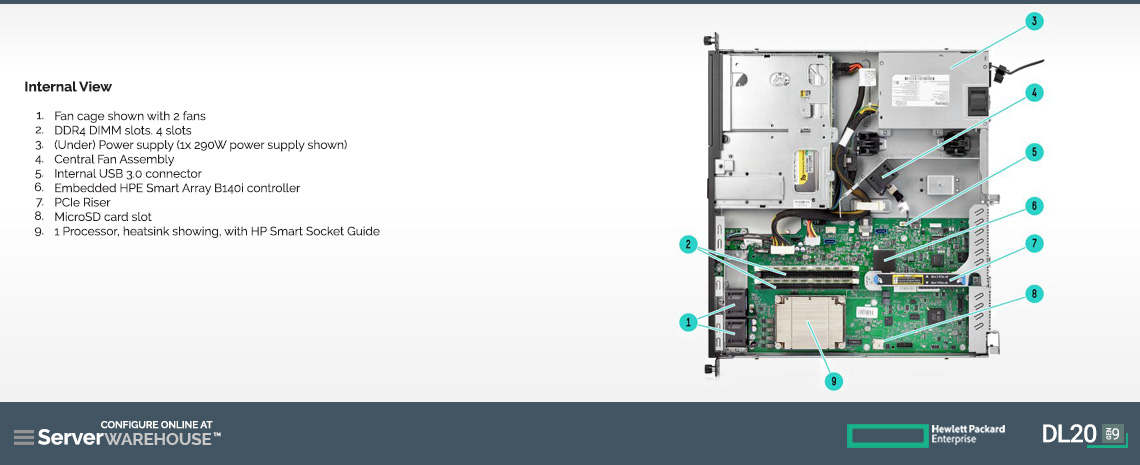 Internal View
1. Fan cage shown with 2 fans
2. DDR4 DIMM slots. 4 slots
3. (Under) Power supply (1x 290W power supply shown)
4. Central Fan Assembly
5. Internal USB 3.0 connector
6. Embedded HPE Smart Array B140i controller
7. PCIe Riser
8. MicroSD card slot
9. 1 Processor, heatsink showing, with HP Smart Socket Guide
3
4
5
6
2
7
8
1
9
CONFIGURE ONLINE AT
ServerWAREHOUSE™
Hewlett Packard
Enterprise
DL20 GEN 9